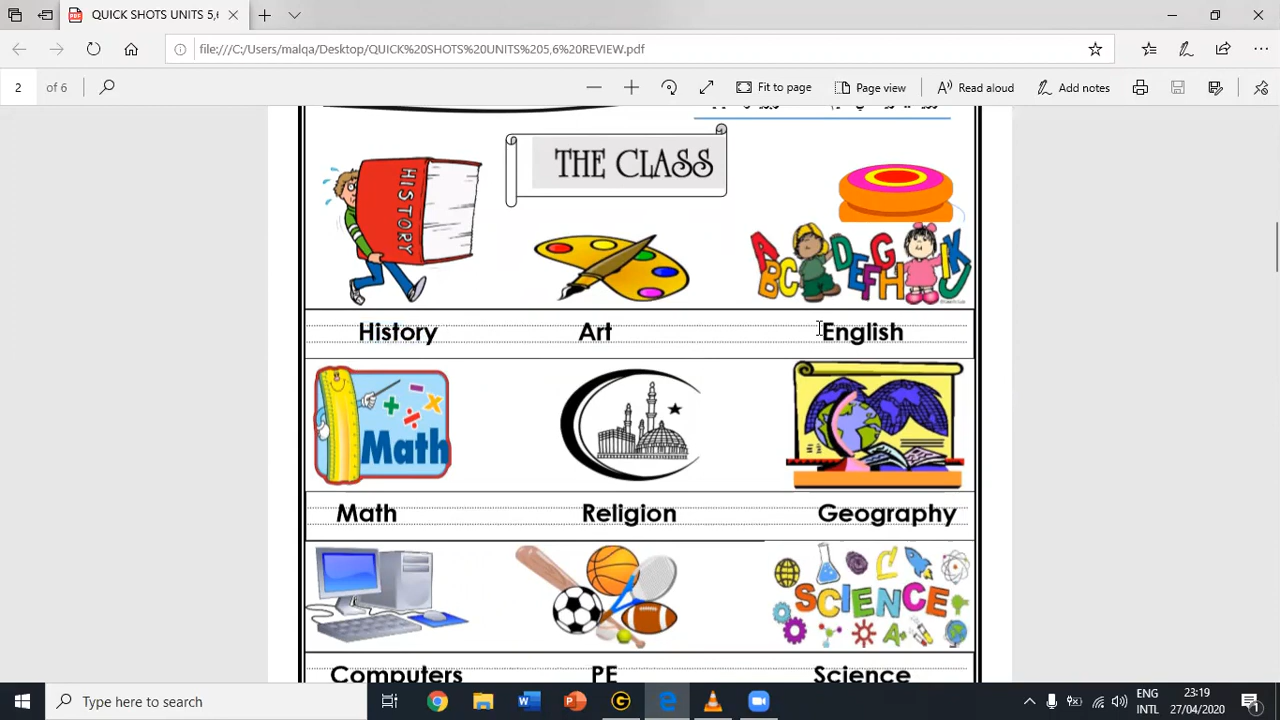 QUICK SHOTS UNITS 5,6
file:///C:/Users/malqa/Desktop/QUICK%20SHOTS%20UNITS%205,6%20REVIEW.pdf
2 of 6
Fit to page
Page view
Read aloud
Add notes
THE CLASS
HISTORY
A B C D E F G H I J K
History Art English
Math
Math Religion Geography
SCIENCE
A+
Computers PE Science
Type here to search
ENG 23:19
INTL 27/04/2020